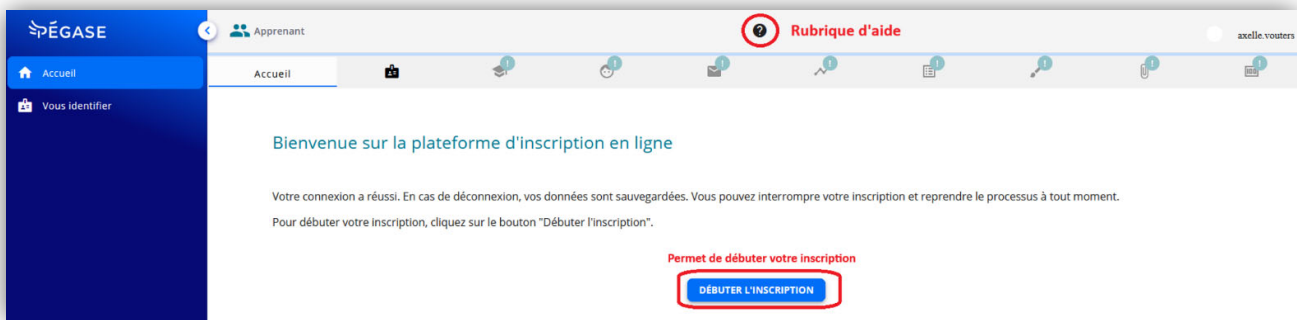 PÉGASE
Apprenant
Rubrique d'aide
axelle.vouters
Accueil
Vous identifier
Accueil
Bienvenue sur la plateforme d'inscription en ligne
Votre connexion a réussi. En cas de déconnexion, vos données sont sauvegardées. Vous pouvez interrompre votre inscription et reprendre le processus à tout moment.
Pour débuter votre inscription, cliquez sur le bouton "Débuter l'inscription".
Permet de débuter votre inscription
DÉBUTER L'INSCRIPTION